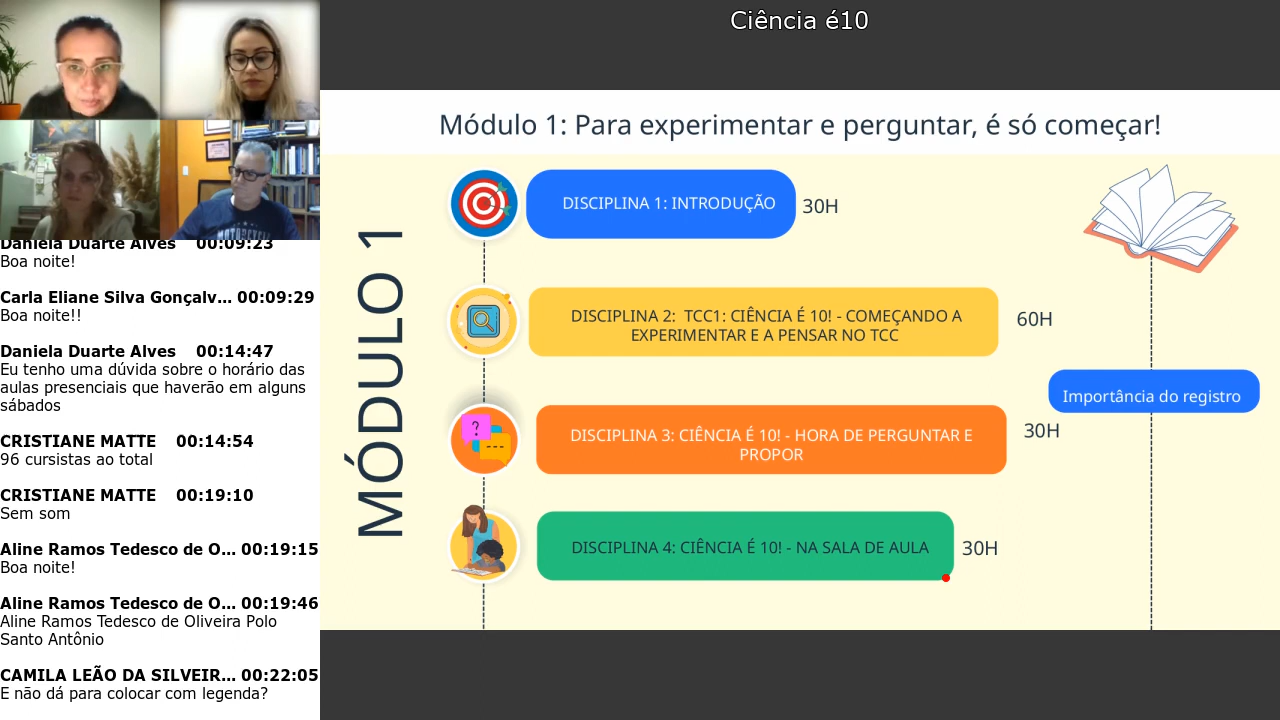 Ciência é10
Módulo 1: Para experimentar e perguntar, é só começar!
MÓDULO 1
DISCIPLINA 1: INTRODUÇÃO
30H
DISCIPLINA 2:  TCC1: CIÊNCIA É 10! - COMEÇANDO A
EXPERIMENTAR E A PENSAR NO TCC
60H
Importância do registro
DISCIPLINA 3: CIÊNCIA É 10! - HORA DE PERGUNTAR E
PROPOR
30H
DISCIPLINA 4: CIÊNCIA É 10! - NA SALA DE AULA
30H
Daniela Duarte Alves 00:09:23
Boa noite!
Carla Eliane Silva Gonçalv... 00:09:29
Boa noite!!
Daniela Duarte Alves 00:14:47
Eu tenho uma dúvida sobre o horário das
aulas presenciais que haverão em alguns
sábados
CRISTIANE MATTE 00:14:54
96 cursistas ao total
CRISTIANE MATTE 00:19:10
Sem som
Aline Ramos Tedesco de O... 00:19:15
Boa noite!
Aline Ramos Tedesco de O... 00:19:46
Aline Ramos Tedesco de Oliveira Polo
Santo Antônio
CAMILA LEÃO DA SILVEIR... 00:22:05
E não dá para colocar com legenda?